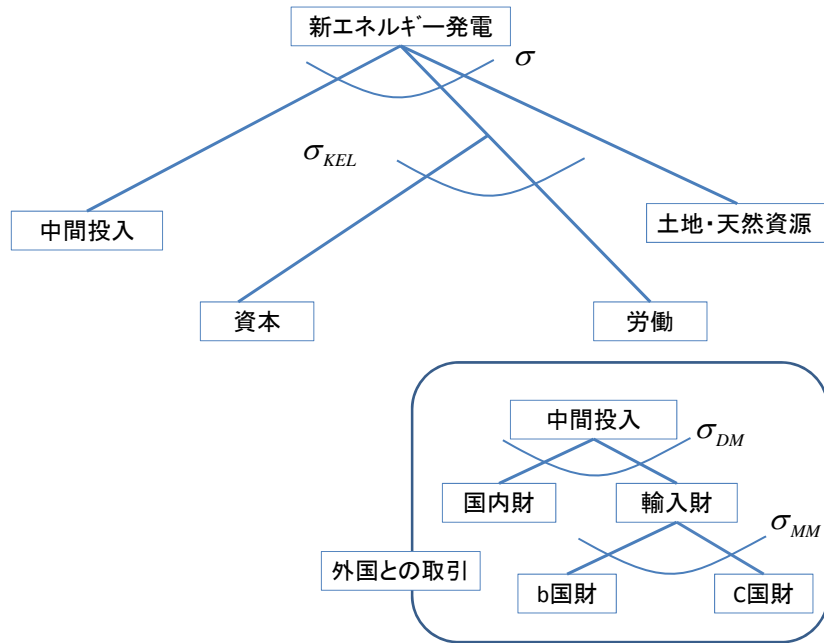 新エネルギー発電
σ
σKEL
中間投入
土地・天然資源
資本
労働
中間投入
σDM
国内財
輸入財
σMM
外国との取引
b国財
C国財